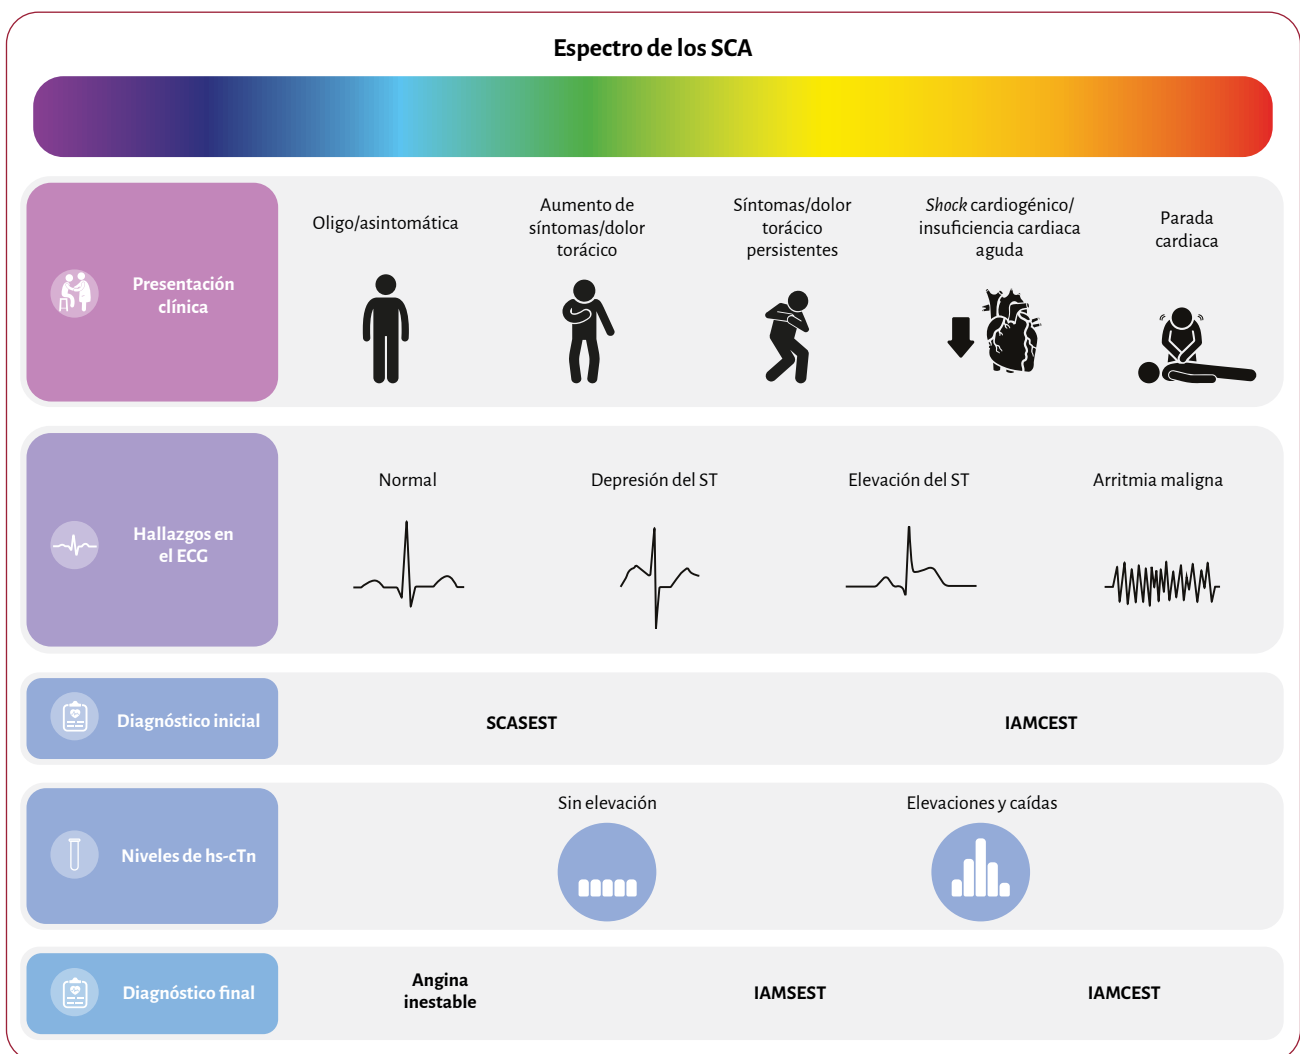 Espectro de los SCA
Presentación
clínica
Oligo/asintomática
Aumento de
síntomas/dolor
torácico
Síntomas/dolor
torácico
persistentes
Shock cardiogénico/
insuficiencia cardiaca
aguda
Parada
cardiaca
Hallazgos en
el ECG
Normal
Depresión del ST
Elevación del ST
Arritmia maligna
Diagnóstico inicial
SCASEST
IAMCEST
Niveles de hs-cTn
Sin elevación
Elevaciones y caídas
Diagnóstico final
Angina
inestable
IAMSEST
IAMCEST